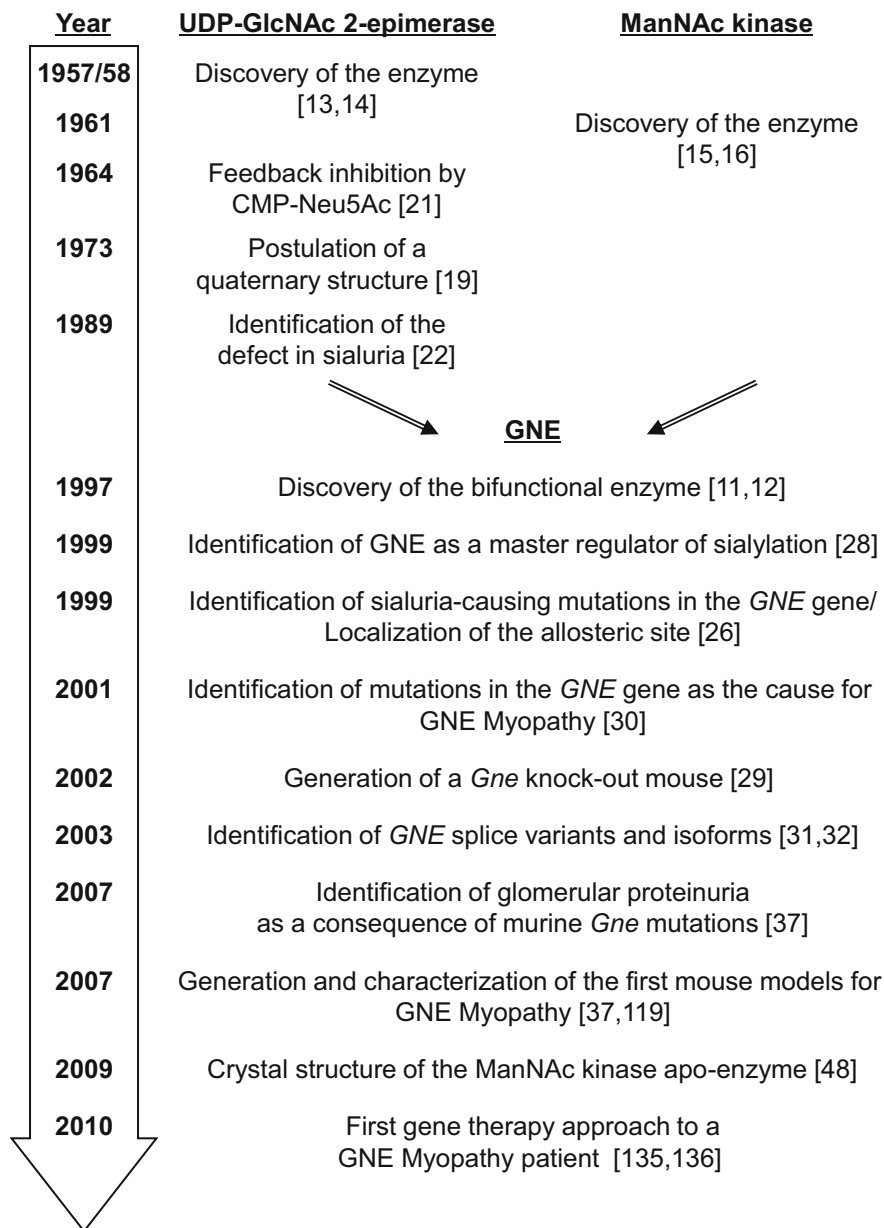 Year UDP-GlcNAc 2-epimerase ManNAc kinase
1957/58 Discovery of the enzyme
[13,14]
1961 Discovery of the enzyme
[15,16]
1964 Feedback inhibition by
CMP-Neu5Ac [21]
1973 Postulation of a
quaternary structure [19]
1989 Identification of the
defect in sialuria [22]
GNE
1997 Discovery of the bifunctional enzyme [11,12]
1999 Identification of GNE as a master regulator of sialylation [28]
1999 Identification of sialuria-causing mutations in the GNE gene/
Localization of the allosteric site [26]
2001 Identification of mutations in the GNE gene as the cause for
GNE Myopathy [30]
2002 Generation of a Gne knock-out mouse [29]
2003 Identification of GNE splice variants and isoforms [31,32]
2007 Identification of glomerular proteinuria
as a consequence of murine Gne mutations [37]
2007 Generation and characterization of the first mouse models for
GNE Myopathy [37,119]
2009 Crystal structure of the ManNAc kinase apo-enzyme [48]
2010 First gene therapy approach to a
GNE Myopathy patient [135,136]